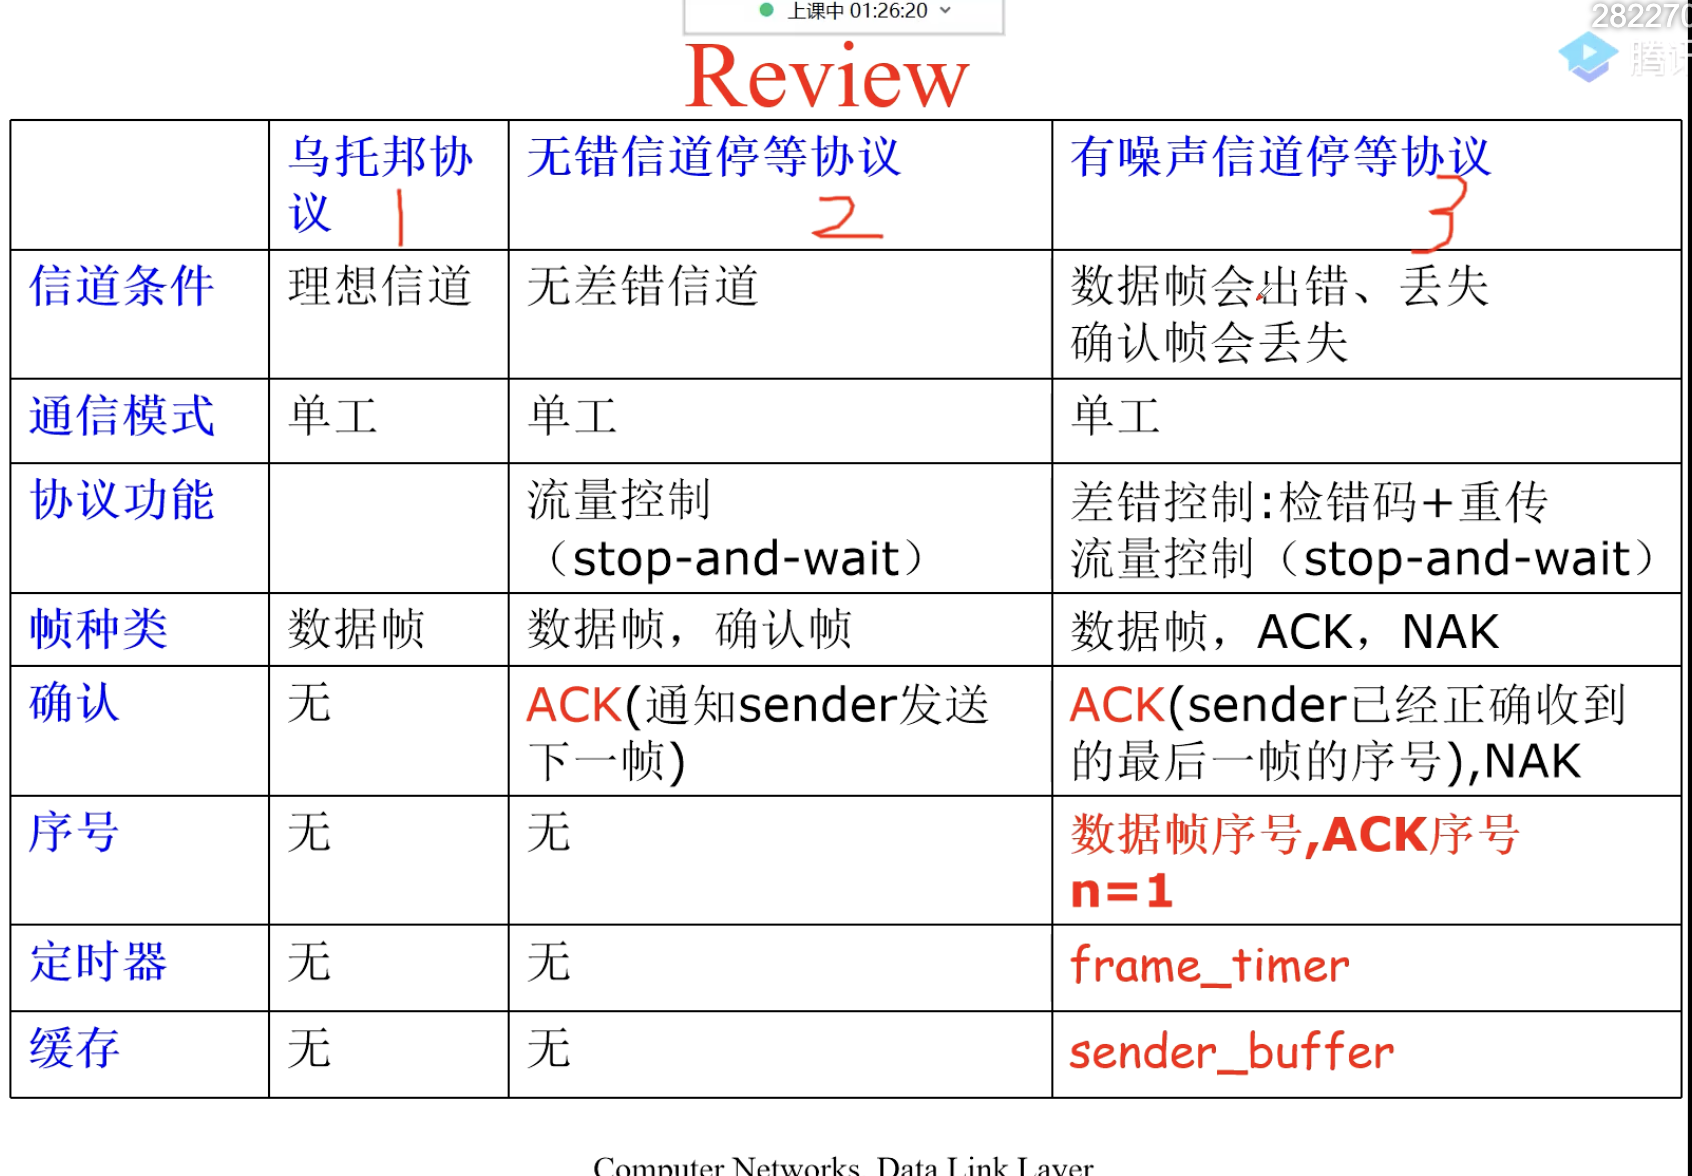 上课中 01:26:20
282270
腾讯
Review
乌托邦协
议
1
无错信道停等协议
2
有噪声信道停等协议
3
信道条件
理想信道
无差错信道
数据帧会出错、丢失
确认帧会丢失
通信模式
单工
单工
单工
协议功能
流量控制
（stop-and-wait）
差错控制:检错码+重传
流量控制（stop-and-wait）
帧种类
数据帧
数据帧，确认帧
数据帧，ACK，NAK
确认
无
ACK(通知sender发送
下一帧)
ACK(sender已经正确收到
的最后一帧的序号),NAK
序号
无
无
数据帧序号,ACK序号
n=1
定时器
无
无
frame_timer
缓存
无
无
sender_buffer
Computer Networks, Data Link Layer